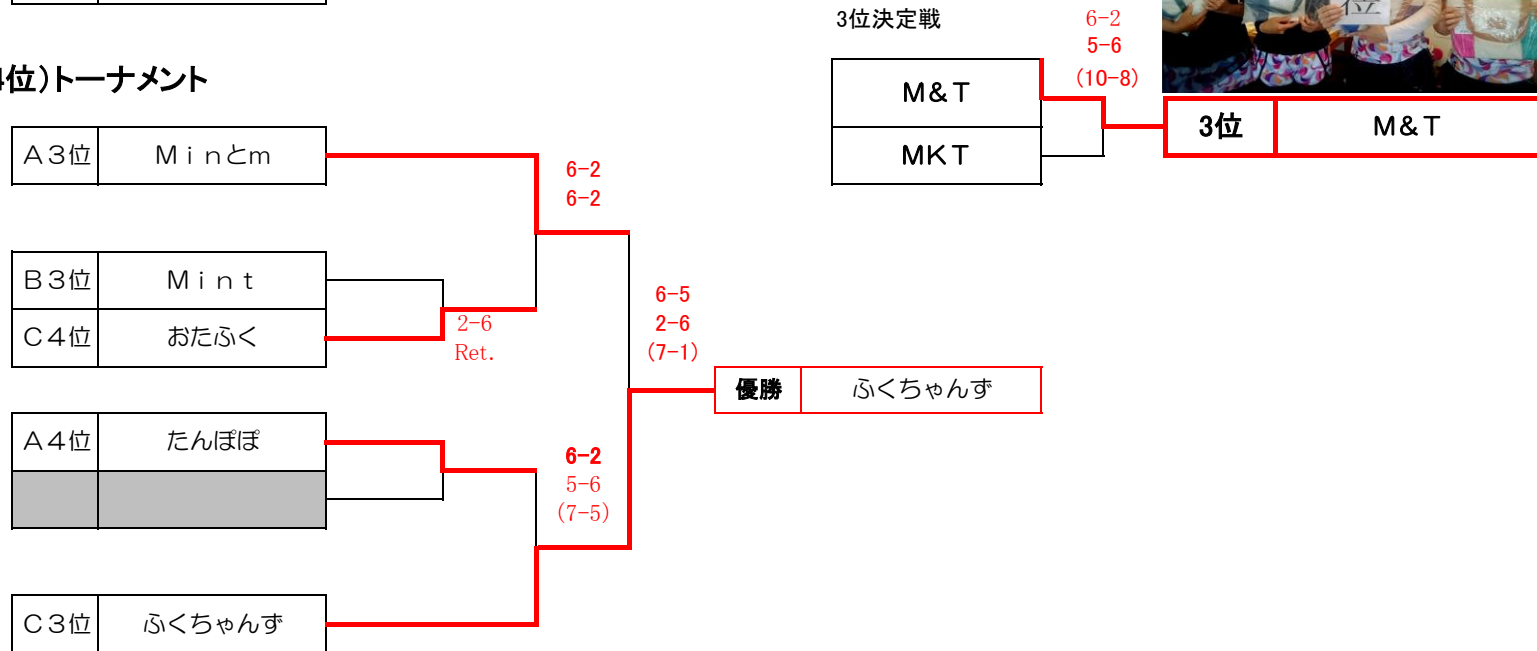 3位決定戦
6-2
5-6
(10-8)
M&T
MKT
3位 M&T
位
位)トーナメント
A3位 Minとm
6-2
6-2
B3位 Mint
C4位 おたふく
2-6
Ret.
6-5
2-6
(7-1)
優勝 ふくちゃんず
A4位 たんぽぽ
6-2
5-6
(7-5)
C3位 ふくちゃんず